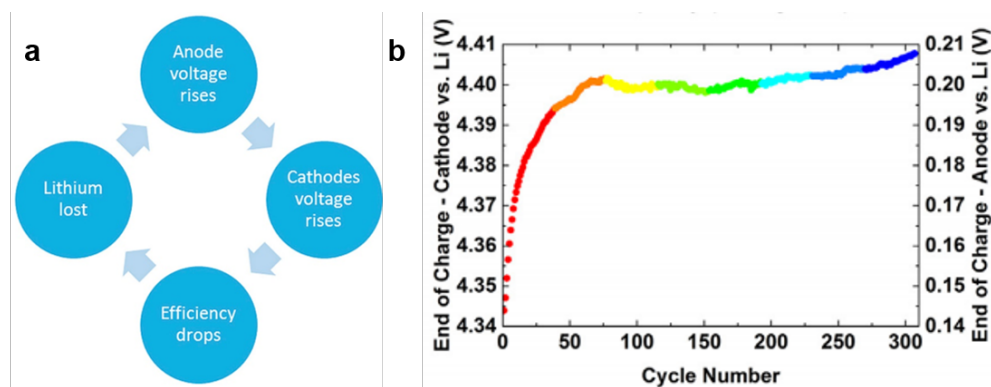 a
Anode
voltage
rises
Cathodes
voltage
rises
Efficiency
drops
Lithium
lost
b
End of Charge - Cathode vs. Li (V)
4.41
4.40
4.39
4.38
4.37
4.36
4.35
4.34
0 50 100 150 200 250 300
Cycle Number
0.21
0.20
0.19
0.18
0.17
0.16
0.15
0.14
End of Charge - Anode vs. Li (V)